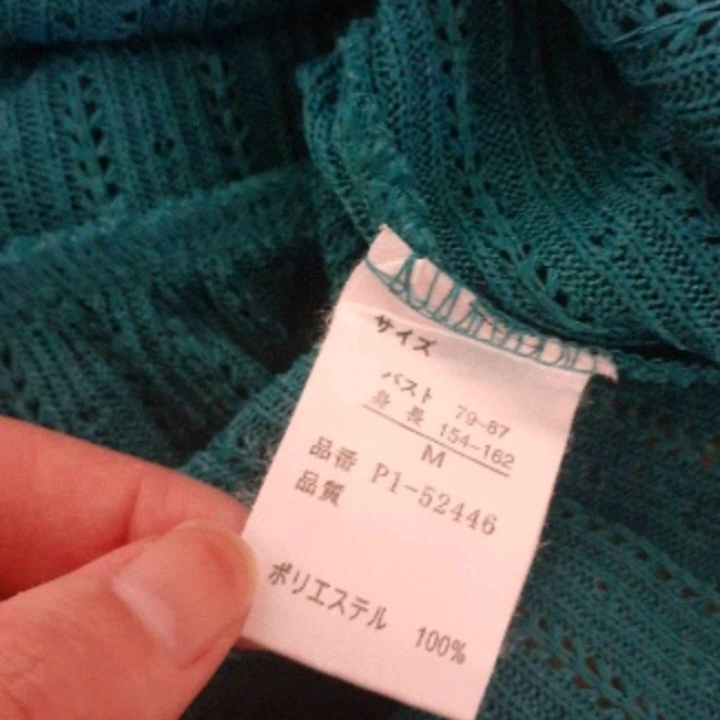 サイズ
バスト 79-87
身長 154-162
M
品番 P1-52446
品質
ポリエステル 100%